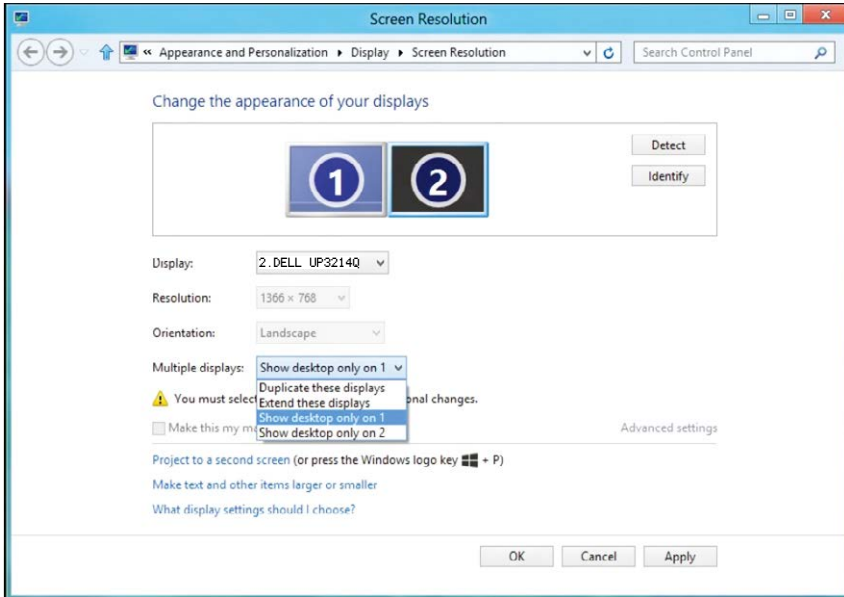 Screen Resolution
« Appearance and Personalization Display Screen Resolution
Search Control Panel
Change the appearance of your displays
1 2
Detect
Identify
Display: 2.DELL UP3214Q
Resolution: 1366 × 768
Orientation: Landscape
Multiple displays: Show desktop only on 1
Duplicate these displays
You must selec onal changes.
Extend these displays
Show desktop only on 1
Make this my m Advanced settings
Show desktop only on 2
Project to a second screen (or press the Windows logo key + P)
Make text and other items larger or smaller
What display settings should I choose?
OK Cancel Apply